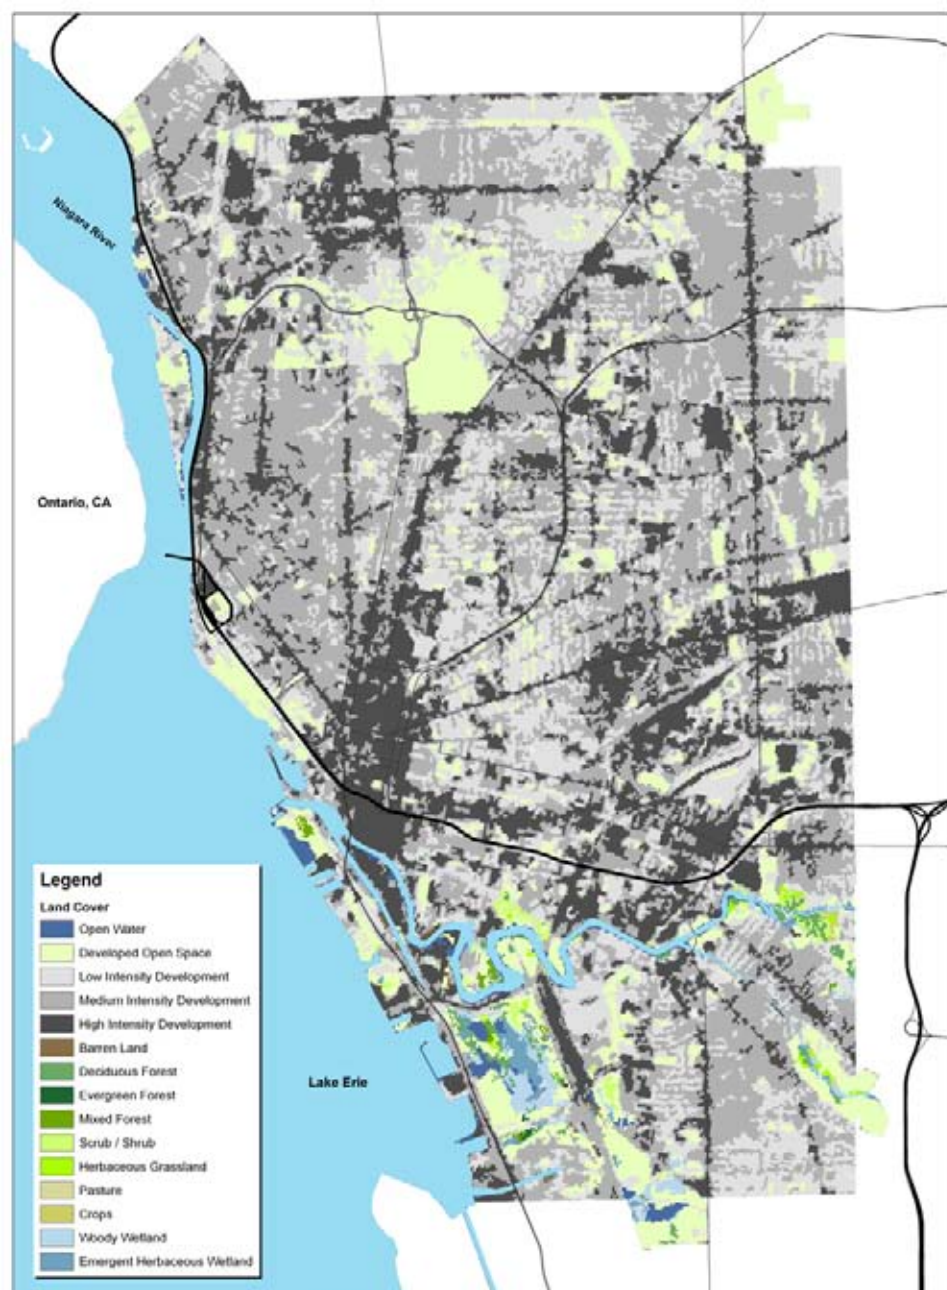 Niagara River
Ontario, CA
Lake Erie
Legend
Land Cover
Open Water
Developed Open Space
Low Intensity Development
Medium Intensity Development
High Intensity Development
Barren Land
Deciduous Forest
Evergreen Forest
Mixed Forest
Scrub / Shrub
Herbaceous Grassland
Pasture
Crops
Woody Wetland
Emergent Herbaceous Wetland